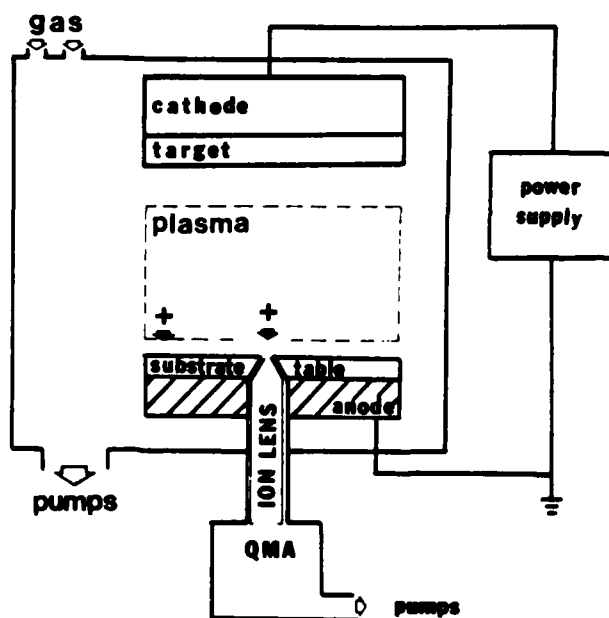 gas
cathode
target
power
supply
plasma
+ +
substrate table
anode
ION LENS
pumps
QMA
pumps